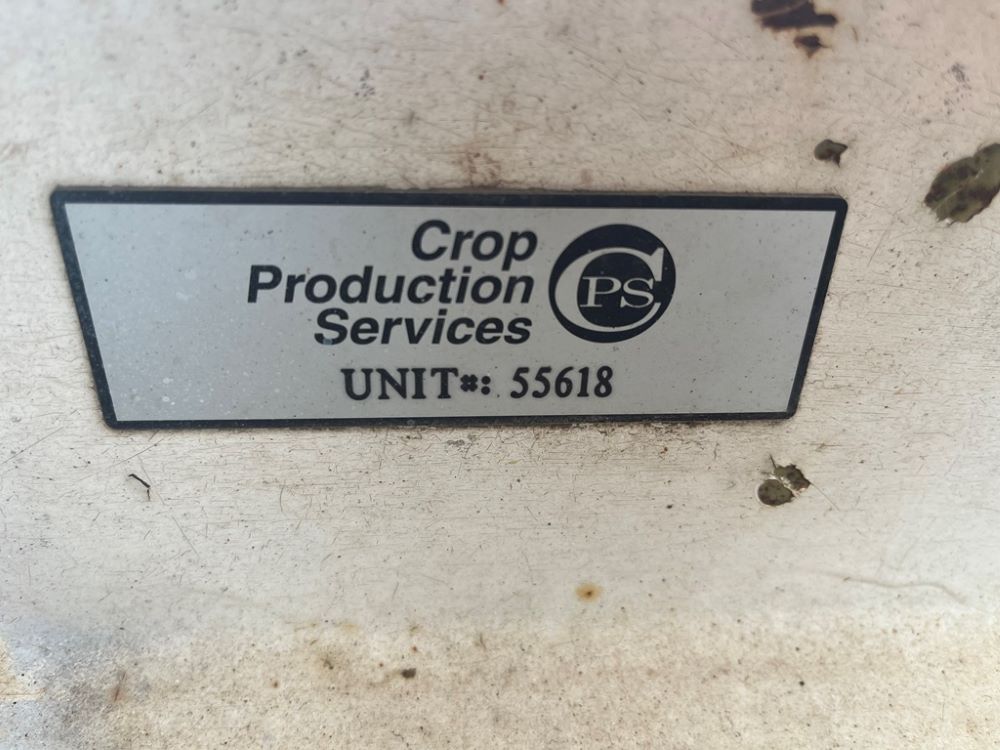 Crop
Production
Services
CPS
UNIT#: 55618